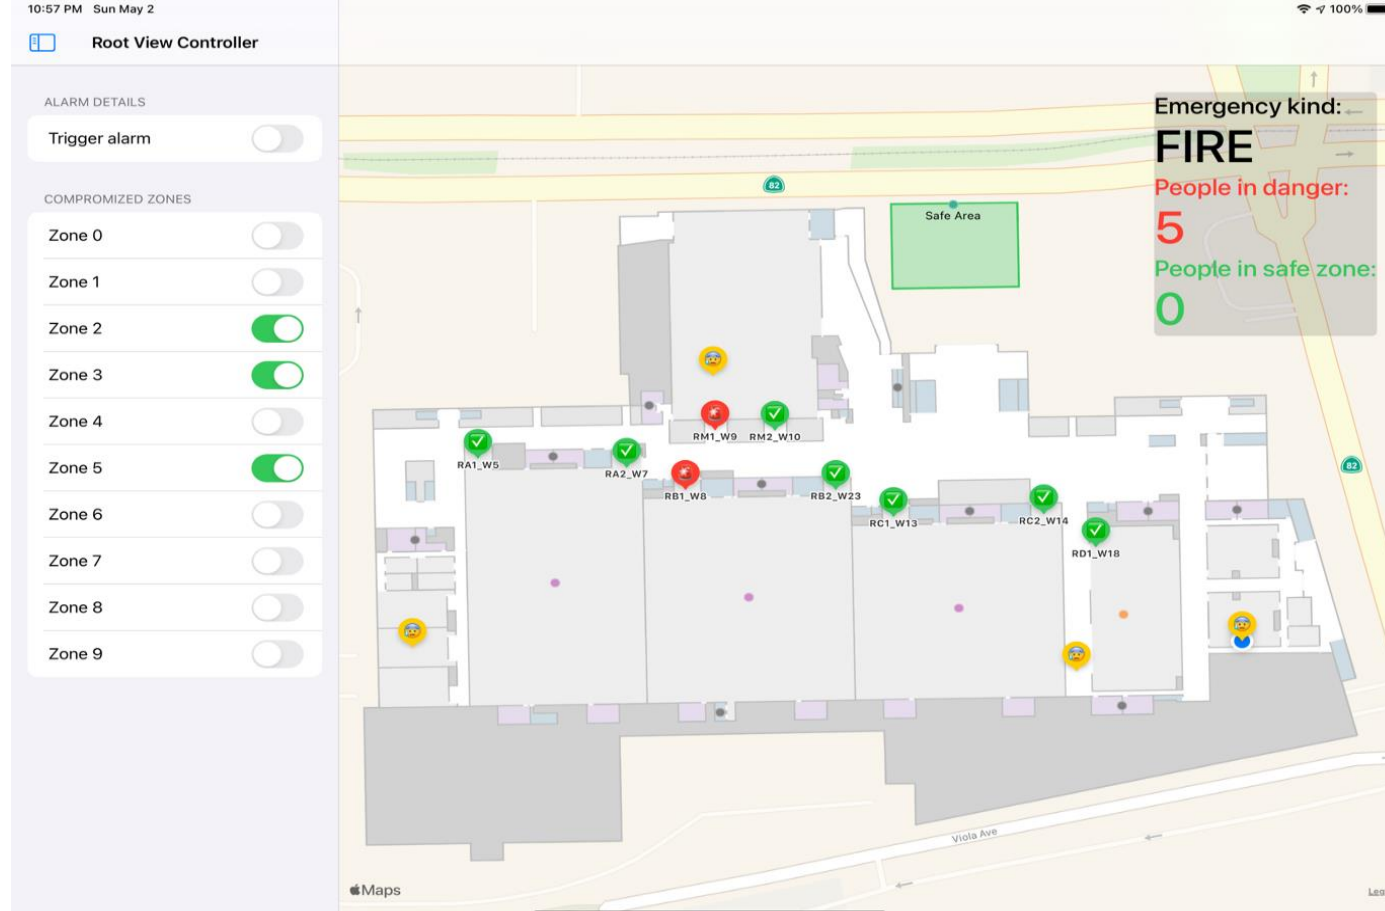 10:57 PM Sun May 2
100%
Root View Controller
ALARM DETAILS
Trigger alarm
COMPROMIZED ZONES
Zone 0
Zone 1
Zone 2
Zone 3
Zone 4
Zone 5
Zone 6
Zone 7
Zone 8
Zone 9
Emergency kind:
FIRE
People in danger:
5
People in safe zone:
0
82
Safe Area
RM1_W9
RM2_W10
RA1_W5
RA2_W7
82
RB1_W8
RB2_W23
RC1_W13
RC2_W14
RD1_W18
Viola Ave
Maps
Leg